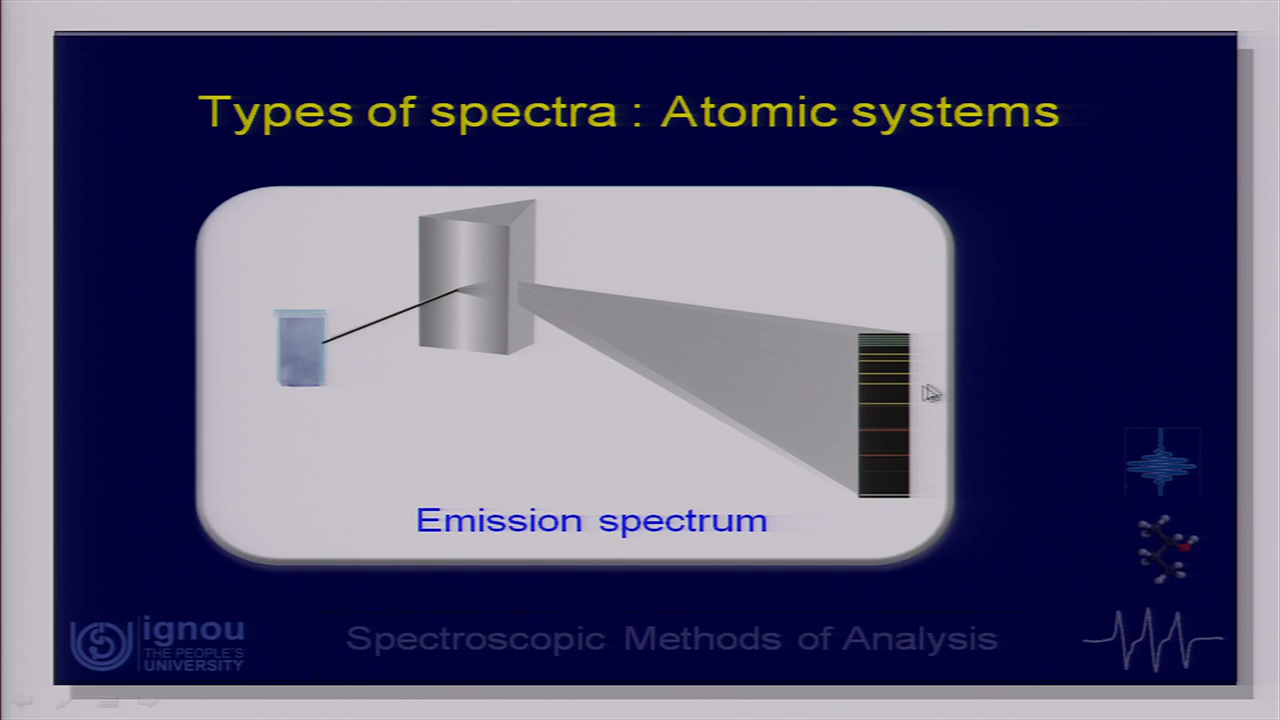 Types of spectra : Atomic systems
Emission spectrum
ignou
THE PEOPLE'S
UNIVERSITY
Spectroscopic Methods of Analysis